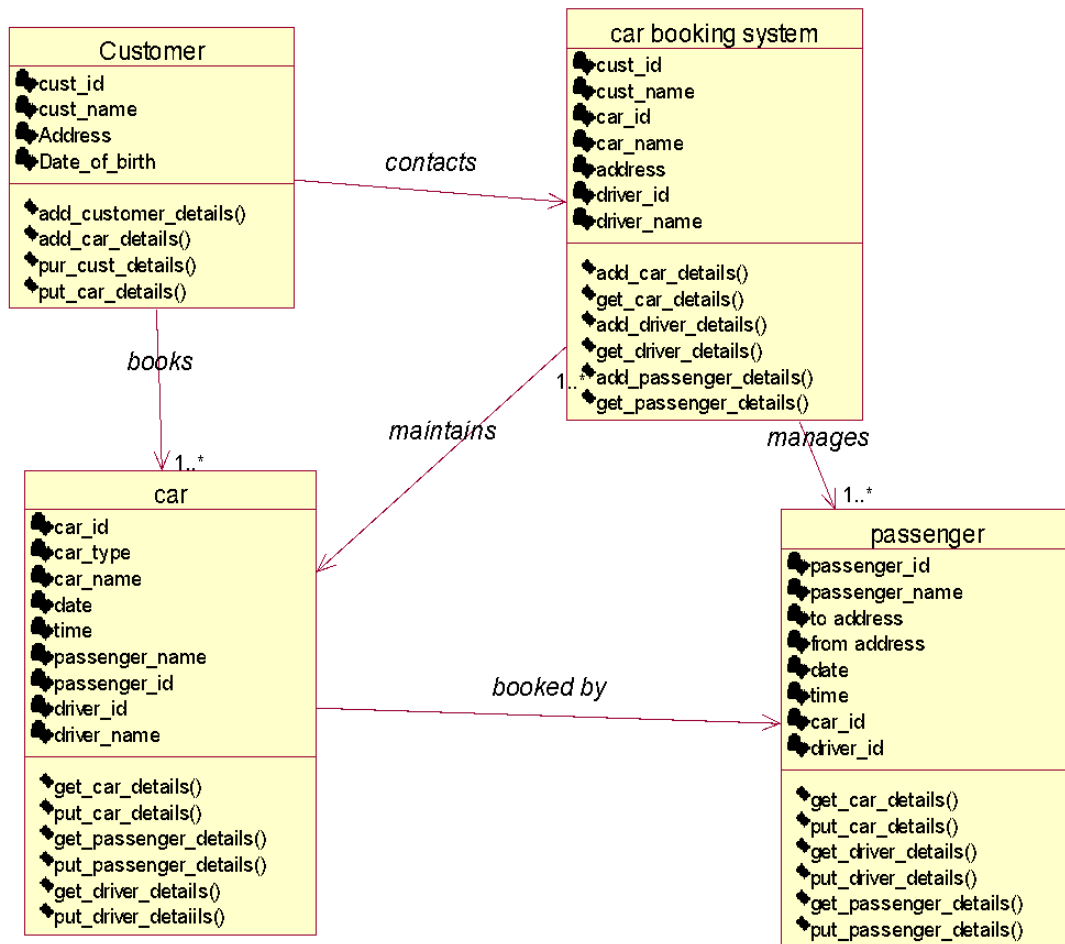 Customer
cust_id
cust_name
Address
Date_of_birth
add_customer_details()
add_car_details()
pur_cust_details()
put_car_details()
contacts
car booking system
cust_id
cust_name
car_id
car_name
address
driver_id
driver_name
add_car_details()
get_car_details()
add_driver_details()
get_driver_details()
add_passenger_details()
get_passenger_details()
books
1..*
maintains
1..*
manages
1..*
car
car_id
car_type
car_name
date
time
passenger_name
passenger_id
driver_id
driver_name
get_car_details()
put_car_details()
get_passenger_details()
put_passenger_details()
get_driver_details()
put_driver_detaiils()
booked by
passenger
passenger_id
passenger_name
to address
from address
date
time
car_id
driver_id
get_car_details()
put_car_details()
get_driver_details()
put_driver_details()
get_passenger_details()
put_passenger_details()